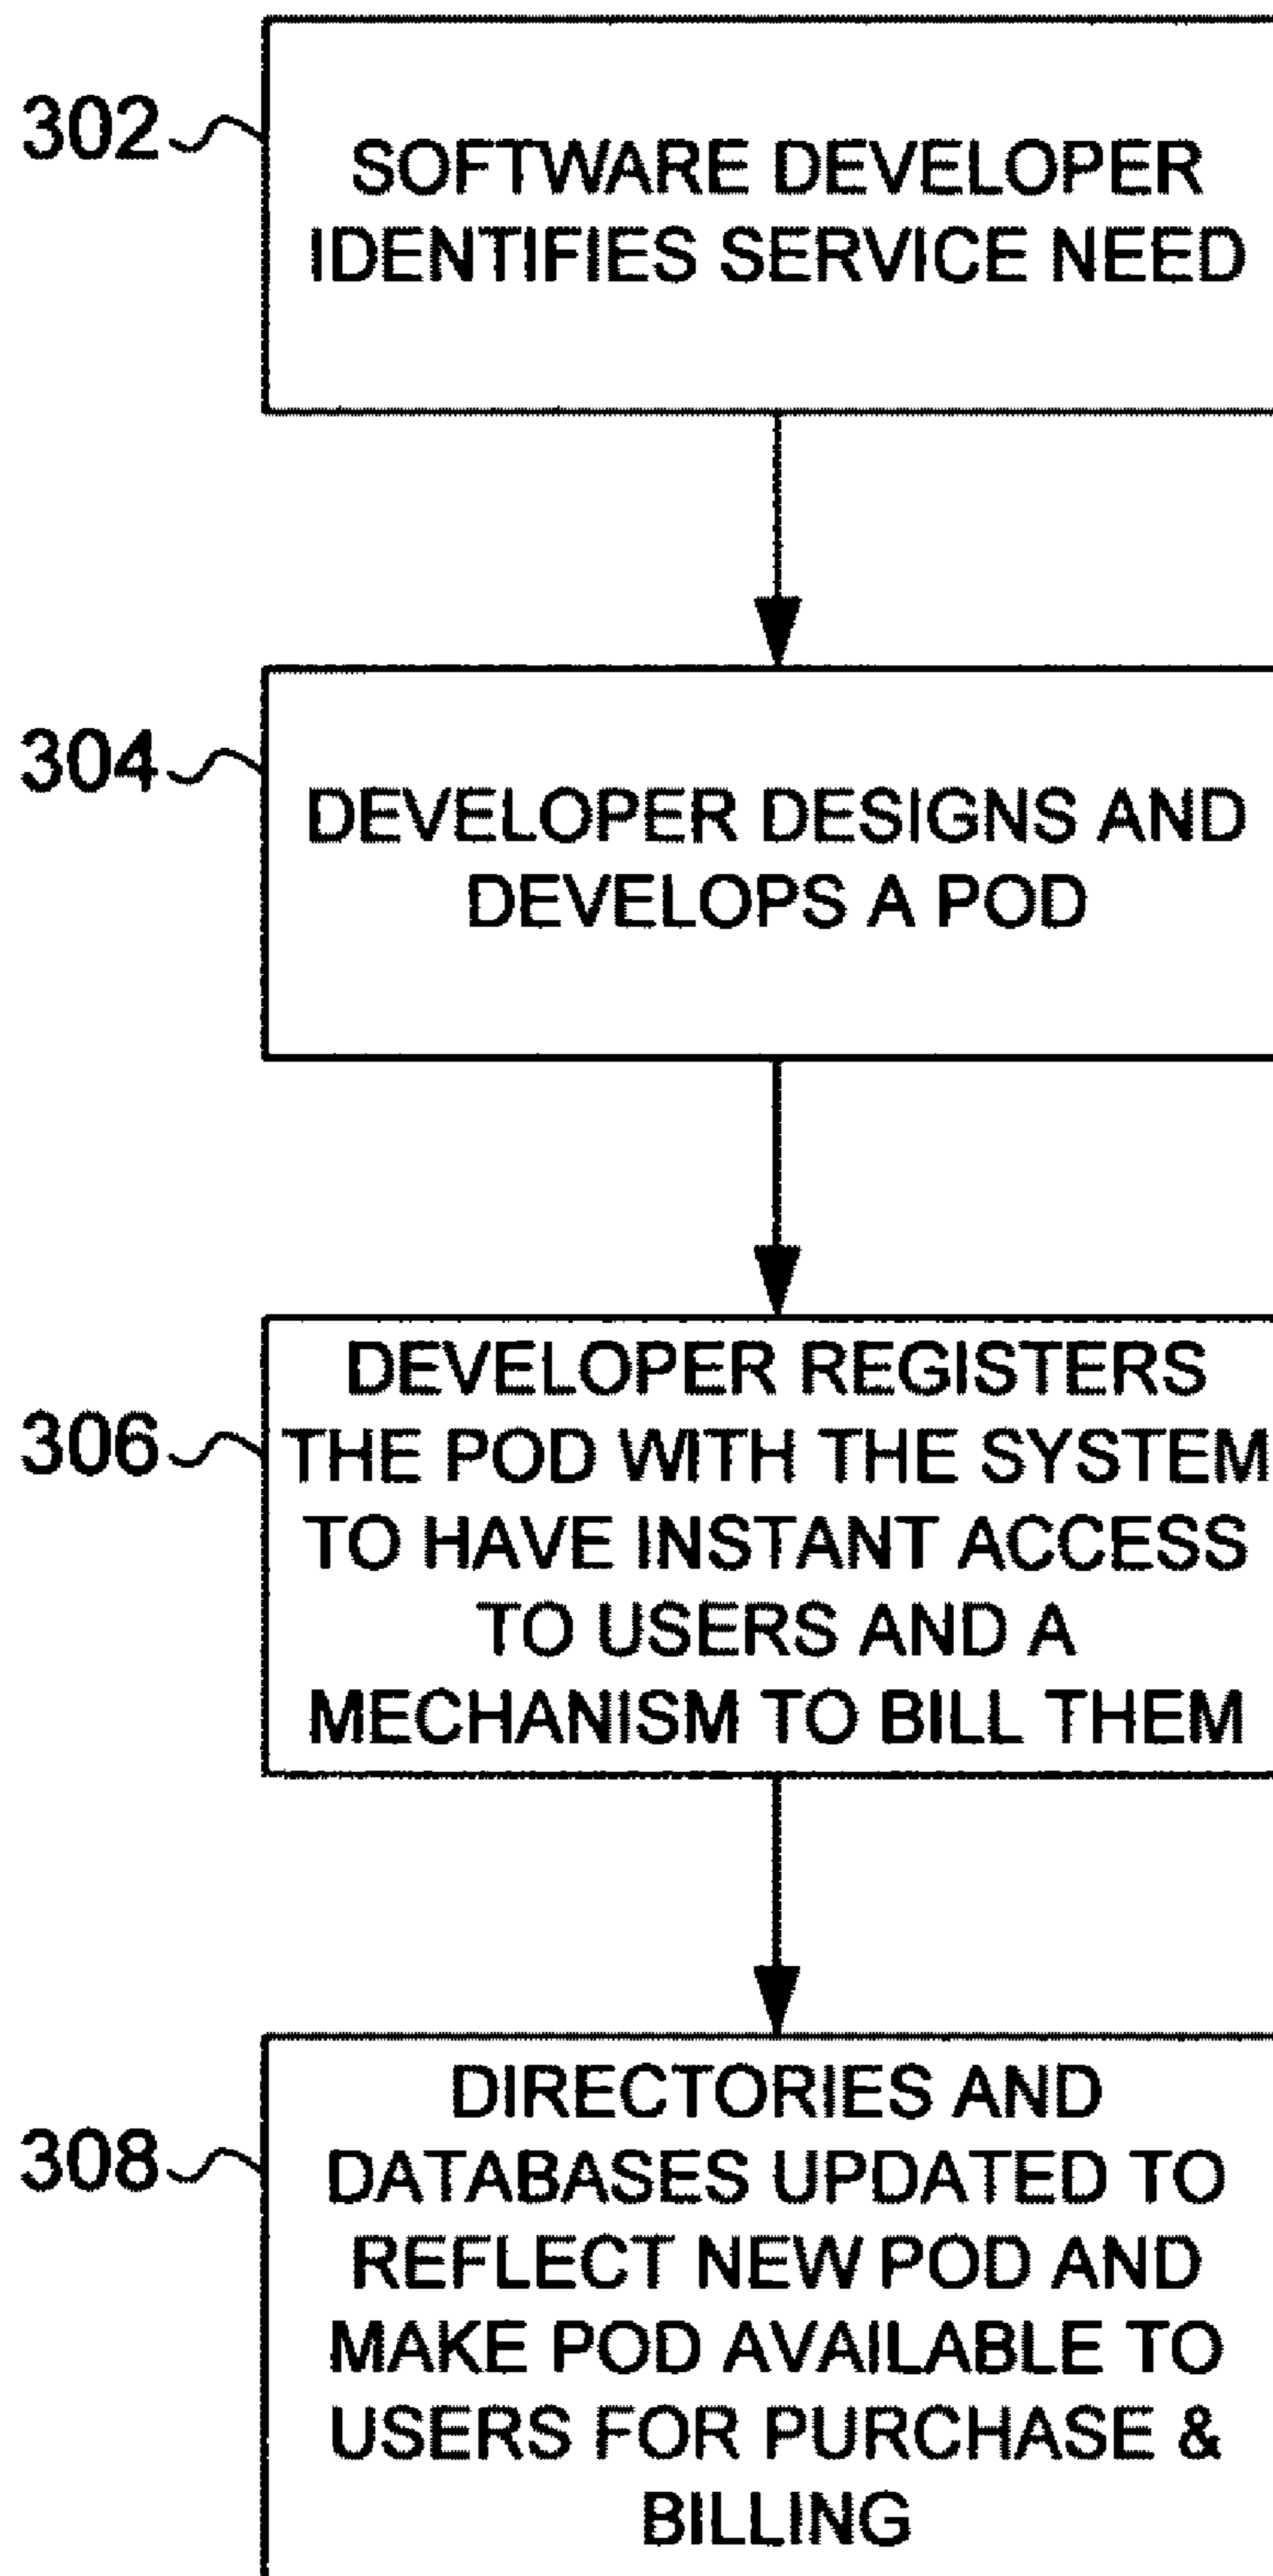 302
SOFTWARE DEVELOPER
IDENTIFIES SERVICE NEED
304
DEVELOPER DESIGNS AND
DEVELOPS A POD
306
DEVELOPER REGISTERS
THE POD WITH THE SYSTEM
TO HAVE INSTANT ACCESS
TO USERS AND A
MECHANISM TO BILL THEM
308
DIRECTORIES AND
DATABASES UPDATED TO
REFLECT NEW POD AND
MAKE POD AVAILABLE TO
USERS FOR PURCHASE &
BILLING